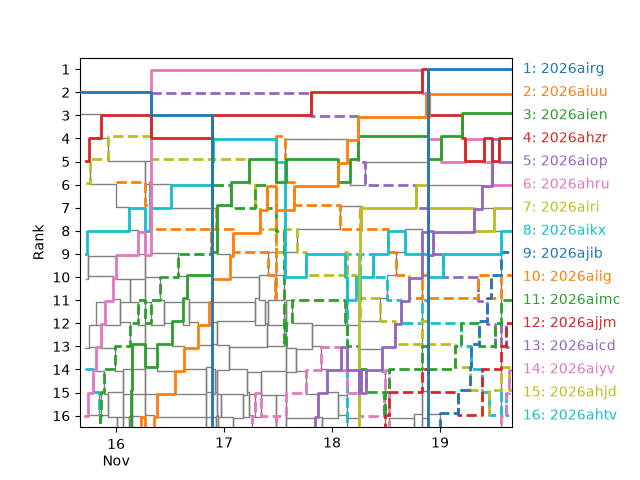 1
2
3
4
5
6
7
8
9
10
11
12
13
14
15
16
Rank
16
17
18
19
Nov
1: 2026airg
2: 2026aiuu
3: 2026aien
4: 2026ahzr
5: 2026aiop
6: 2026ahru
7: 2026airi
8: 2026aikx
9: 2026ajib
10: 2026aiig
11: 2026aimc
12: 2026ajjm
13: 2026aicd
14: 2026aiyv
15: 2026ahjd
16: 2026ahtv